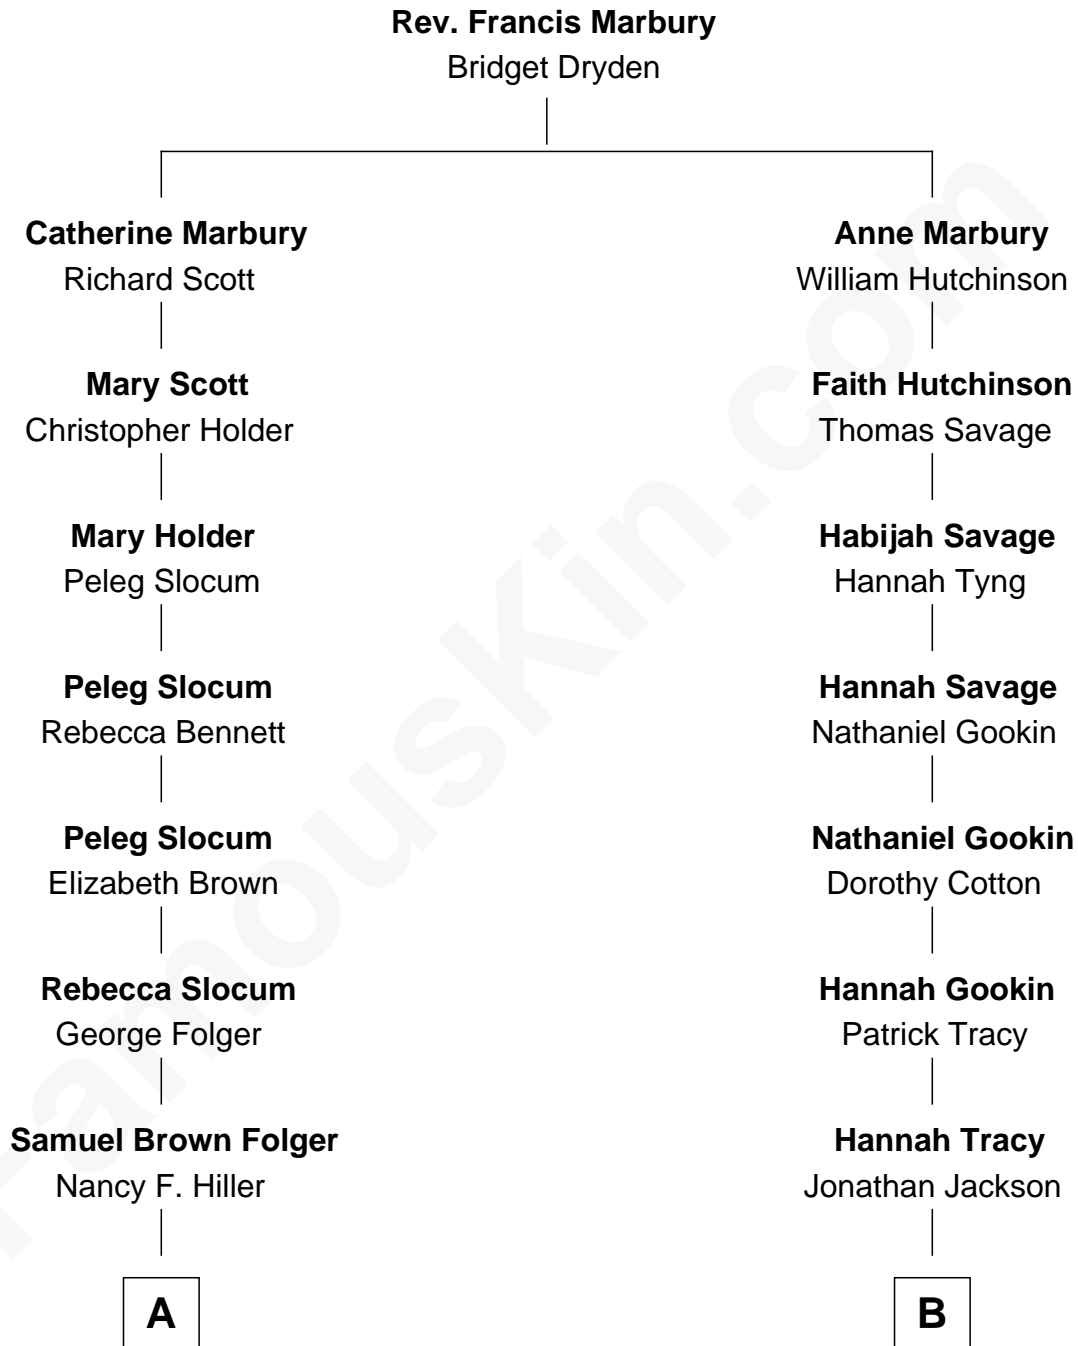 Rev. Francis Marbury
Bridget Dryden
Catherine Marbury
Richard Scott
Mary Scott
Christopher Holder
Mary Holder
Peleg Slocum
Peleg Slocum
Rebecca Bennett
Peleg Slocum
Elizabeth Brown
Rebecca Slocum
George Folger
Samuel Brown Folger
Nancy F. Hiller
A
Anne Marbury
William Hutchinson
Faith Hutchinson
Thomas Savage
Habijah Savage
Hannah Tyng
Hannah Savage
Nathaniel Gookin
Nathaniel Gookin
Dorothy Cotton
Hannah Gookin
Patrick Tracy
Hannah Tracy
Jonathan Jackson
B
FamousKin.com